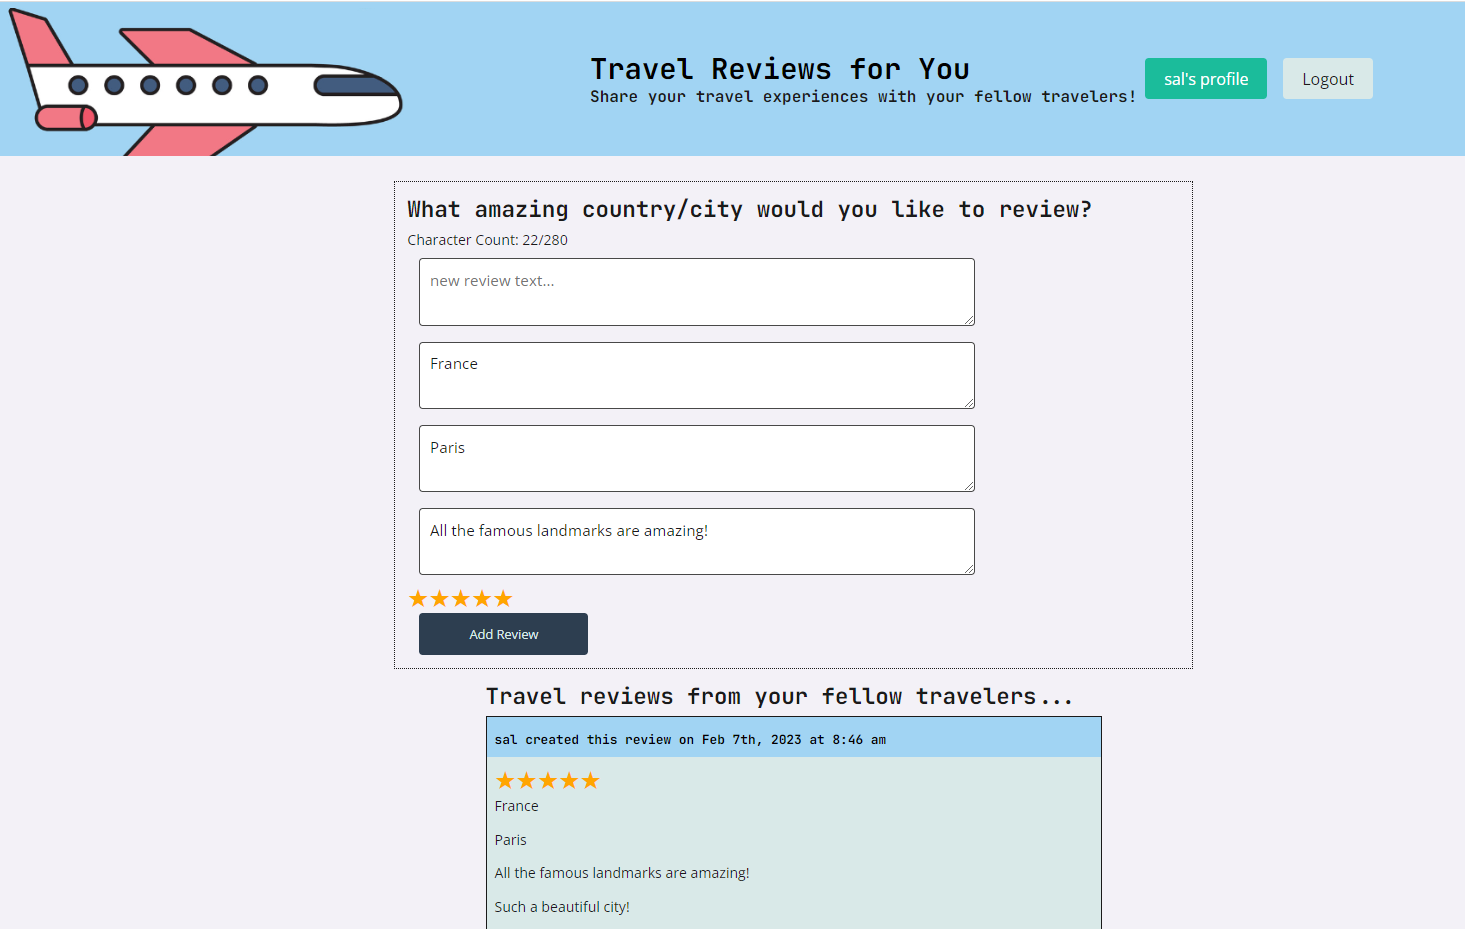 Travel Reviews for You
Share your travel experiences with your fellow travelers!
sal's profile
Logout
What amazing country/city would you like to review?
Character Count: 22/280
new review text...
France
Paris
All the famous landmarks are amazing!
Add Review
Travel reviews from your fellow travelers...
sal created this review on Feb 7th, 2023 at 8:46 am
France
Paris
All the famous landmarks are amazing!
Such a beautiful city!